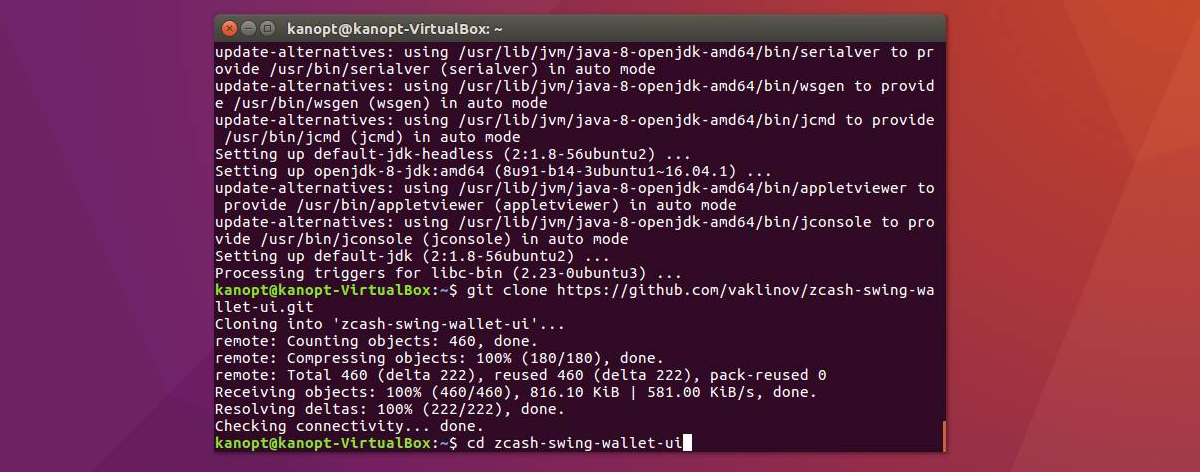 kanopt@kanopt-VirtualBox: ~
update-alternatives: using /usr/lib/jvm/java-8-openjdk-amd64/bin/serialver to pr
ovide /usr/bin/serialver (serialver) in auto mode
update-alternatives: using /usr/lib/jvm/java-8-openjdk-amd64/bin/wsgen to provid
e /usr/bin/wsgen (wsgen) in auto mode
update-alternatives: using /usr/lib/jvm/java-8-openjdk-amd64/bin/jcmd to provide
 /usr/bin/jcmd (jcmd) in auto mode
Setting up default-jdk-headless (2:1.8-56ubuntu2) ...
Setting up openjdk-8-jdk:amd64 (8u91-b14-3ubuntu1~16.04.1) ...
update-alternatives: using /usr/lib/jvm/java-8-openjdk-amd64/bin/appletviewer to
 provide /usr/bin/appletviewer (appletviewer) in auto mode
update-alternatives: using /usr/lib/jvm/java-8-openjdk-amd64/bin/jconsole to pro
vide /usr/bin/jconsole (jconsole) in auto mode
Setting up default-jdk (2:1.8-56ubuntu2) ...
Processing triggers for libc-bin (2.23-0ubuntu3) ...
kanopt@kanopt-VirtualBox:~$ git clone https://github.com/vaklinov/zcash-swing-wa
llet-ui.git
Cloning into 'zcash-swing-wallet-ui'...
remote: Counting objects: 460, done.
remote: Compressing objects: 100% (180/180), done.
remote: Total 460 (delta 222), reused 460 (delta 222), pack-reused 0
Receiving objects: 100% (460/460), 816.10 KiB | 581.00 KiB/s, done.
Resolving deltas: 100% (222/222), done.
Checking connectivity... done.
kanopt@kanopt-VirtualBox:~$ cd zcash-swing-wallet-ui